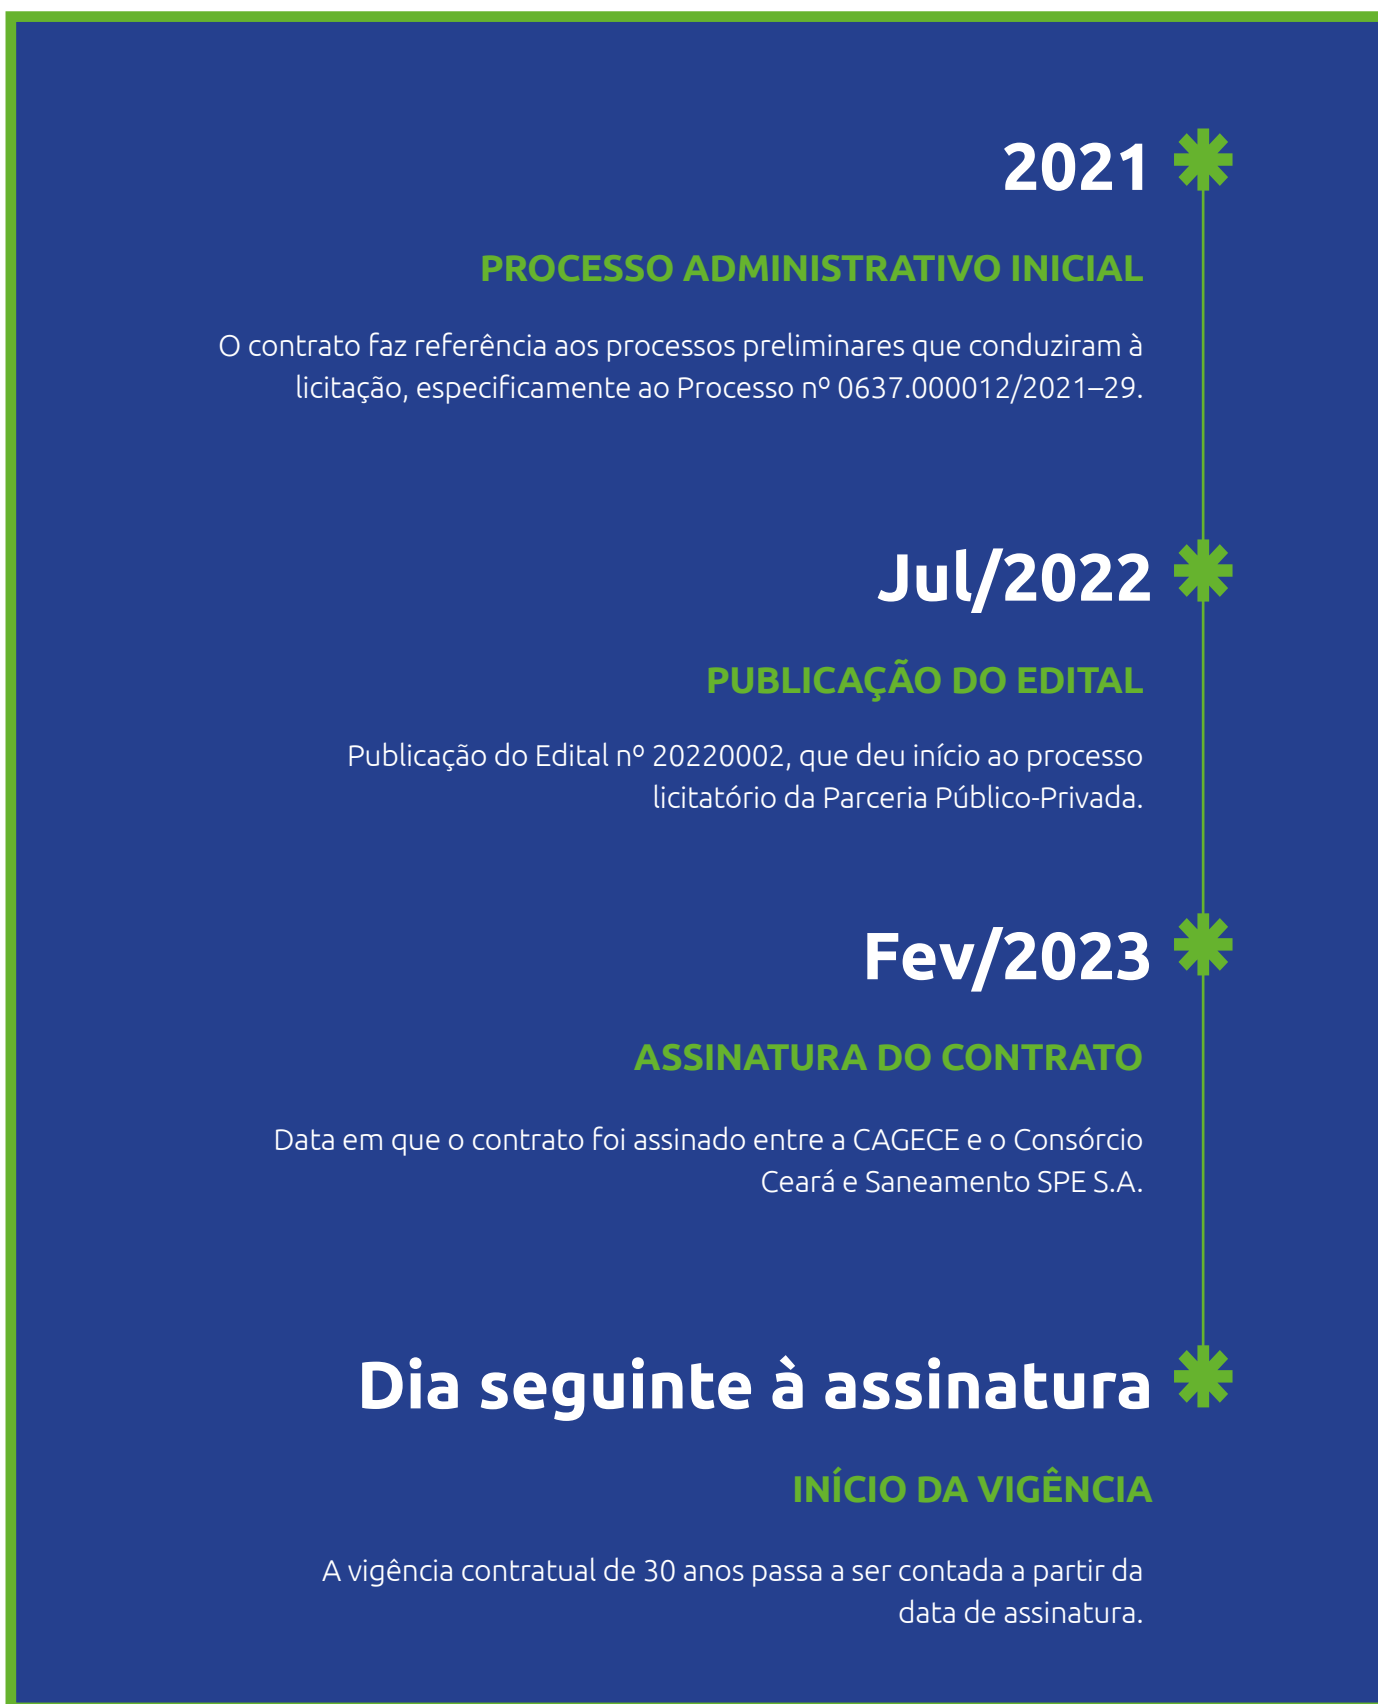 2021
PROCESSO ADMINISTRATIVO INICIAL
O contrato faz referência aos processos preliminares que conduziram à
licitação, especificamente ao Processo nº 0637.000012/2021–29.
Jul/2022
PUBLICAÇÃO DO EDITAL
Publicação do Edital nº 20220002, que deu início ao processo
licitatório da Parceria Público-Privada.
Fev/2023
ASSINATURA DO CONTRATO
Data em que o contrato foi assinado entre a CAGECE e o Consórcio
Ceará e Saneamento SPE S.A.
Dia seguinte à assinatura
INÍCIO DA VIGÊNCIA
A vigência contratual de 30 anos passa a ser contada a partir da
data de assinatura.